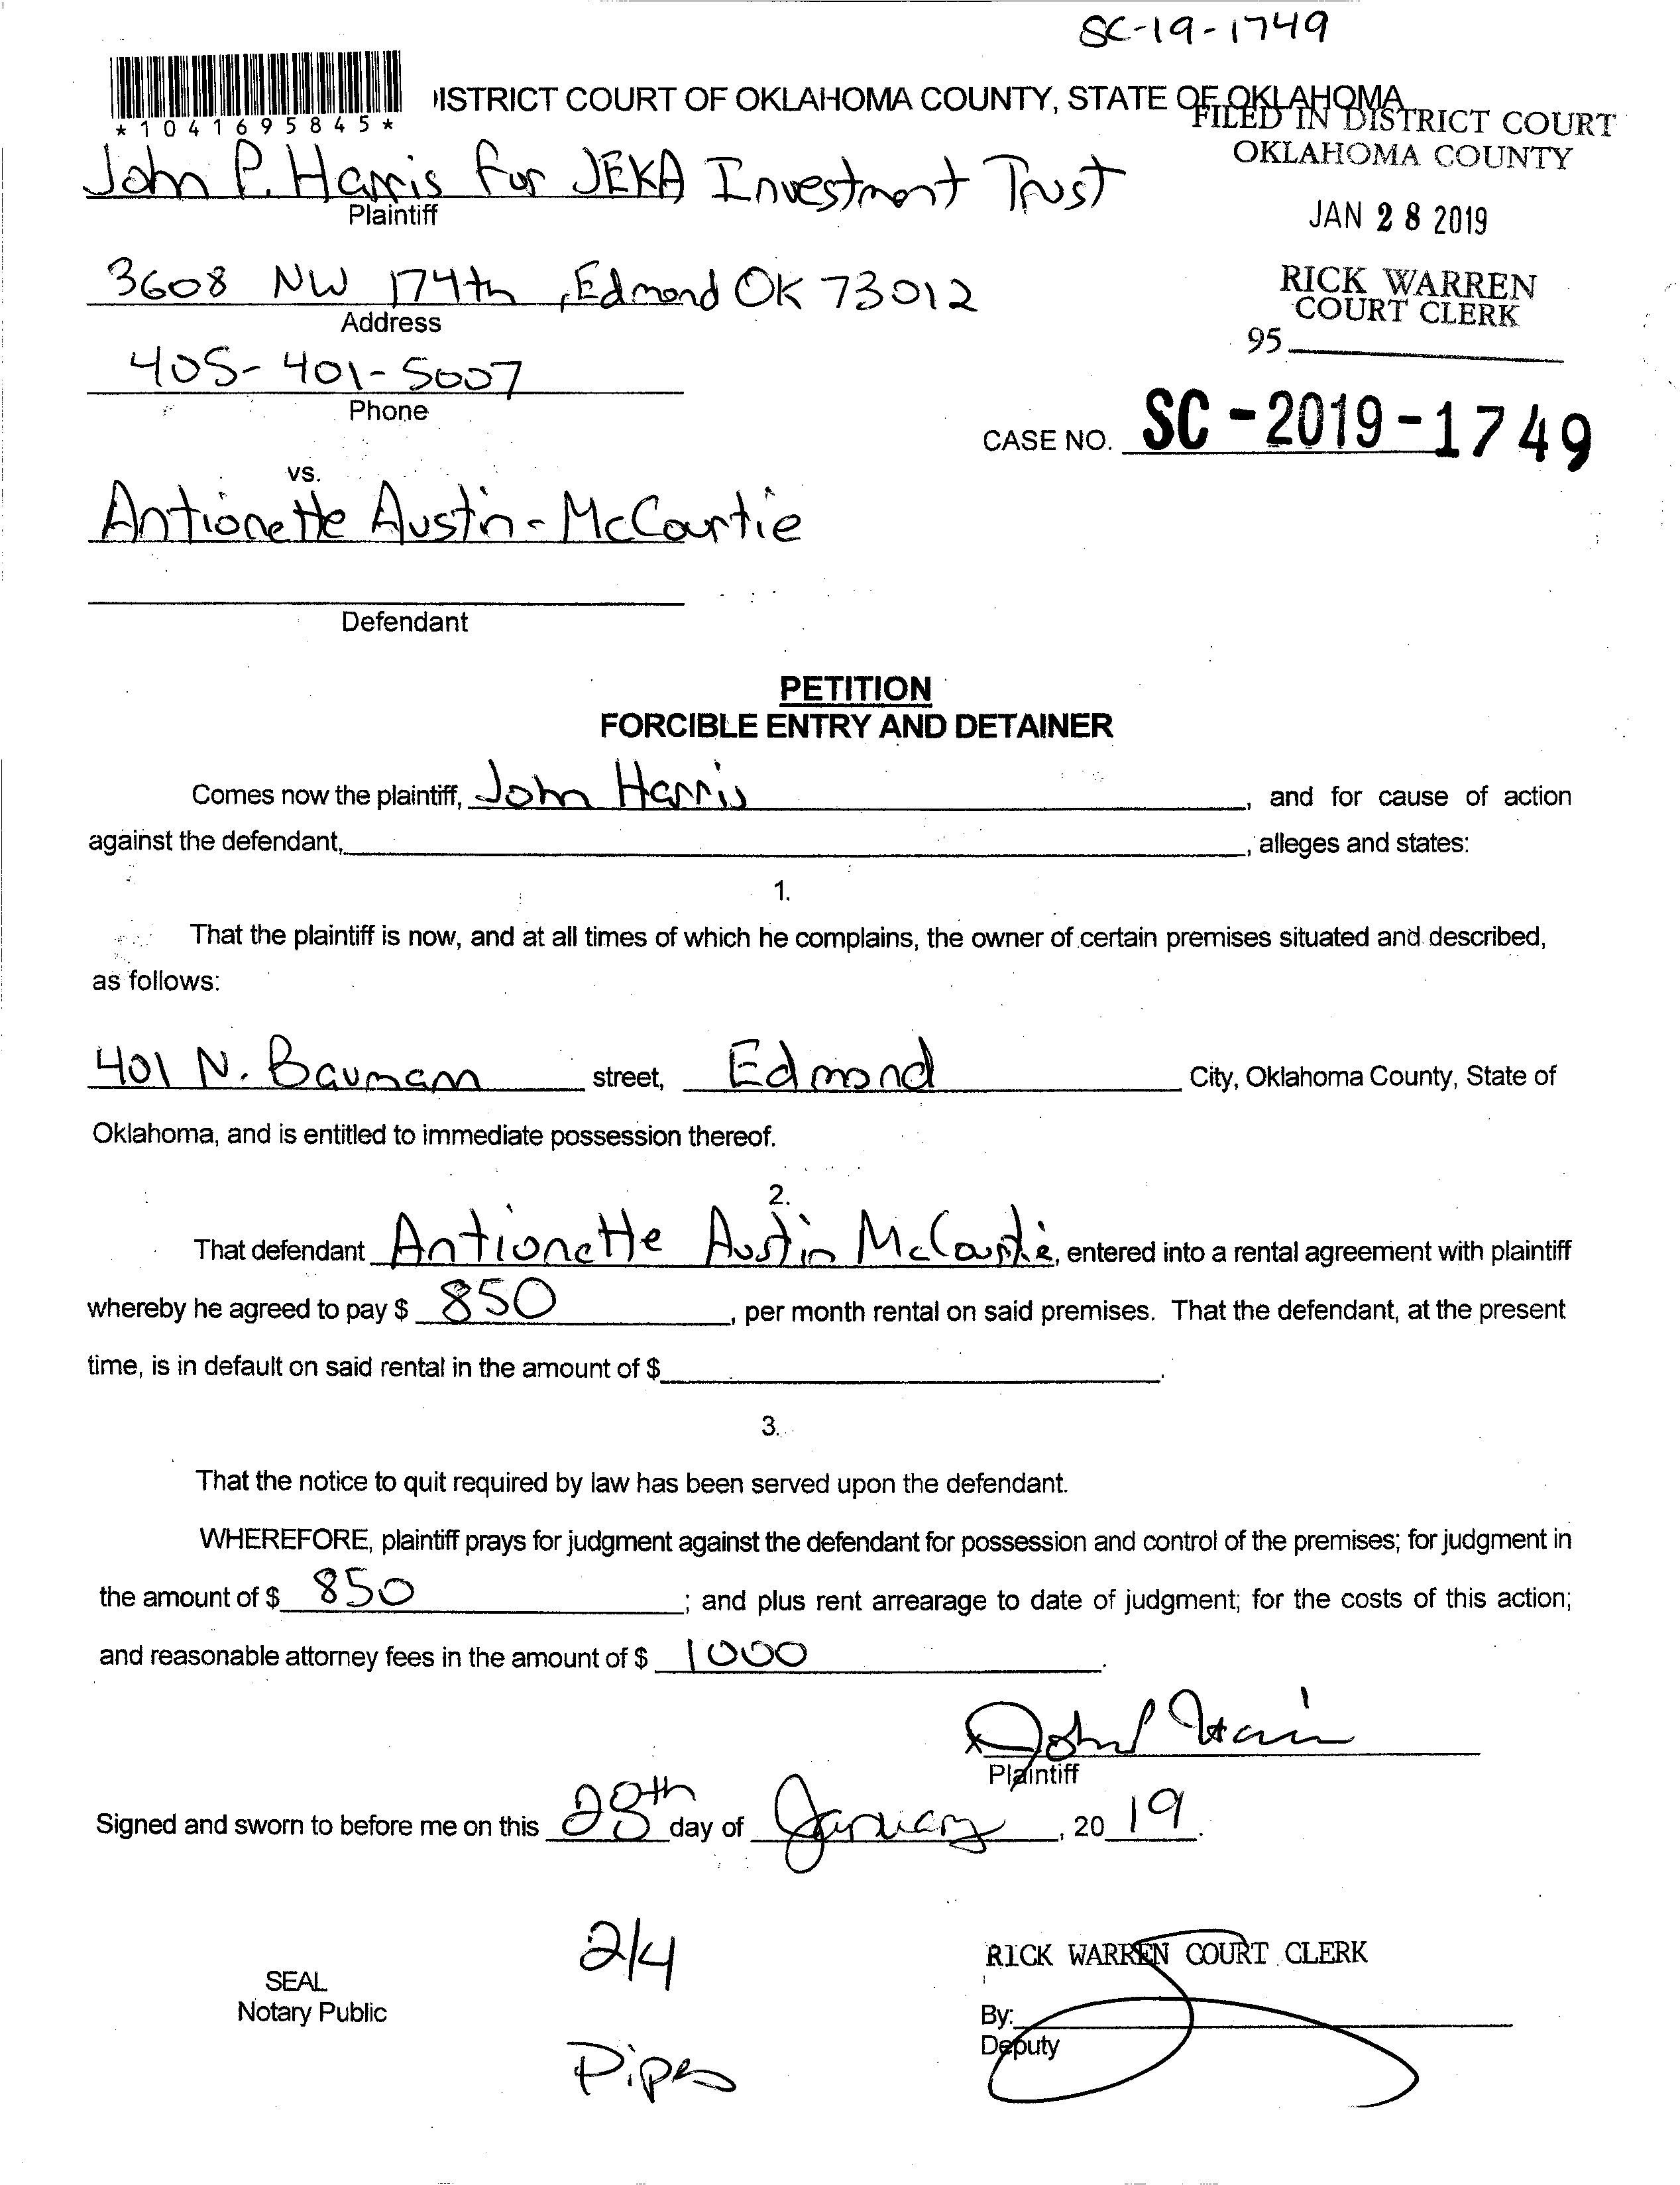 SC-19-1749
DISTRICT COURT OF OKLAHOMA COUNTY, STATE OF OKLAHOMA
*1041695845*
FILED IN DISTRICT COURT
OKLAHOMA COUNTY
John P. Harris for JEKA Investment Trust
Plaintiff
JAN 28 2019
3608 NW 174th, Edmond OK 73012
Address
RICK WARREN
COURT CLERK
95
405-401-5007
Phone
CASE NO. SC-2019-1749
vs.
Antionette Austin-McCourtie
Defendant
PETITION
FORCIBLE ENTRY AND DETAINER
Comes now the plaintiff, John Harris, and for cause of action
against the defendant, , alleges and states:
1.
That the plaintiff is now, and at all times of which he complains, the owner of certain premises situated and described,
as follows:
401 N. Bauman street, Edmond City, Oklahoma County, State of
Oklahoma, and is entitled to immediate possession thereof.
2.
That defendant Antionette Austin McCourtie, entered into a rental agreement with plaintiff
whereby he agreed to pay $ 850, per month rental on said premises. That the defendant, at the present
time, is in default on said rental in the amount of $ .
3.
That the notice to quit required by law has been served upon the defendant.
WHEREFORE, plaintiff prays for judgment against the defendant for possession and control of the premises; for judgment in
the amount of $ 850 ; and plus rent arrearage to date of judgment; for the costs of this action;
and reasonable attorney fees in the amount of $ 1000 .
x John P Harris
Plaintiff
Signed and sworn to before me on this 28th day of January, 20 19.
2/4
RICK WARREN COURT CLERK
SEAL
Notary Public
By:
Deputy
Pipes